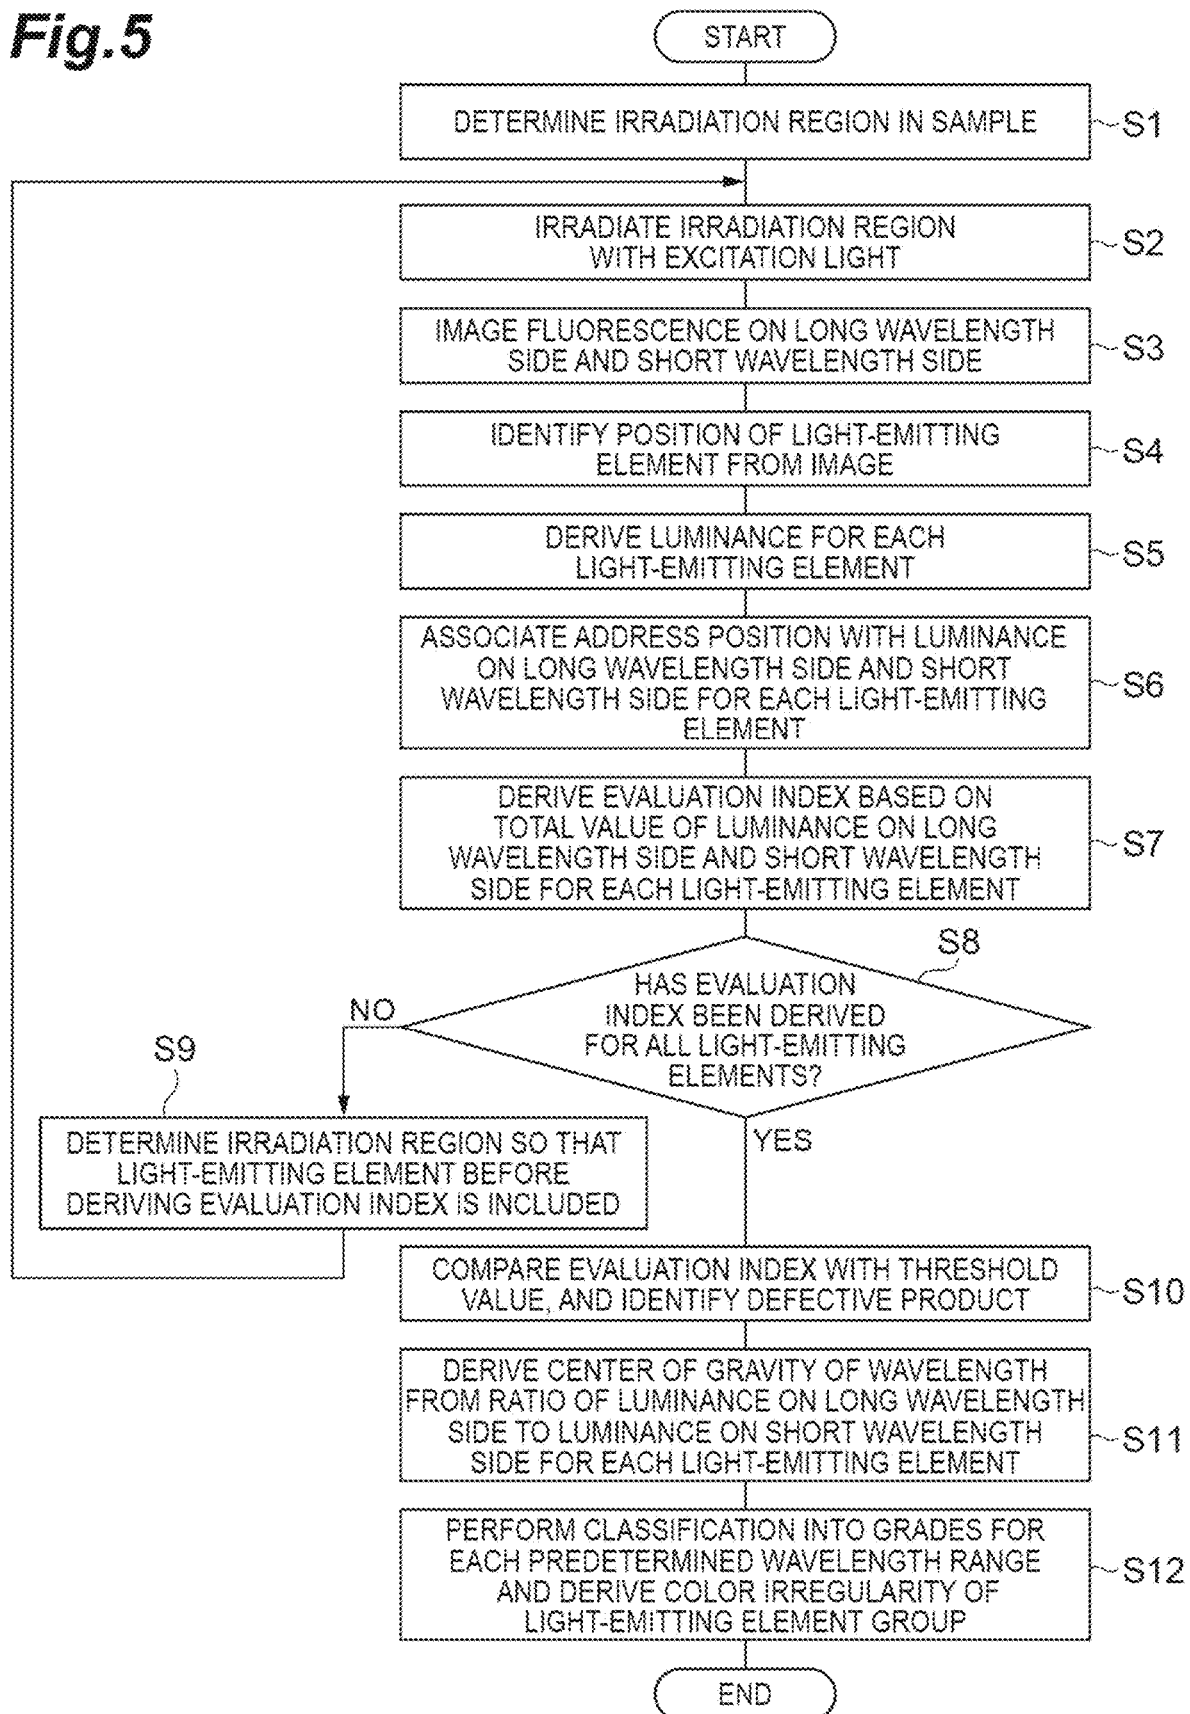 Fig.5
START
DETERMINE IRRADIATION REGION IN SAMPLE
S1
IRRADIATE IRRADIATION REGION
WITH EXCITATION LIGHT
S2
IMAGE FLUORESCENCE ON LONG WAVELENGTH
SIDE AND SHORT WAVELENGTH SIDE
S3
IDENTIFY POSITION OF LIGHT-EMITTING
ELEMENT FROM IMAGE
S4
DERIVE LUMINANCE FOR EACH
LIGHT-EMITTING ELEMENT
S5
ASSOCIATE ADDRESS POSITION WITH LUMINANCE
ON LONG WAVELENGTH SIDE AND SHORT
WAVELENGTH SIDE FOR EACH LIGHT-EMITTING
ELEMENT
S6
DERIVE EVALUATION INDEX BASED ON
TOTAL VALUE OF LUMINANCE ON LONG
WAVELENGTH SIDE AND SHORT WAVELENGTH
SIDE FOR EACH LIGHT-EMITTING ELEMENT
S7
S8
HAS EVALUATION
INDEX BEEN DERIVED
FOR ALL LIGHT-EMITTING
ELEMENTS?
NO
YES
S9
DETERMINE IRRADIATION REGION SO THAT
LIGHT-EMITTING ELEMENT BEFORE
DERIVING EVALUATION INDEX IS INCLUDED
COMPARE EVALUATION INDEX WITH THRESHOLD
VALUE, AND IDENTIFY DEFECTIVE PRODUCT
S10
DERIVE CENTER OF GRAVITY OF WAVELENGTH
FROM RATIO OF LUMINANCE ON LONG WAVELENGTH
SIDE TO LUMINANCE ON SHORT WAVELENGTH
SIDE FOR EACH LIGHT-EMITTING ELEMENT
S11
PERFORM CLASSIFICATION INTO GRADES FOR
EACH PREDETERMINED WAVELENGTH RANGE
AND DERIVE COLOR IRREGULARITY OF
LIGHT-EMITTING ELEMENT GROUP
S12
END